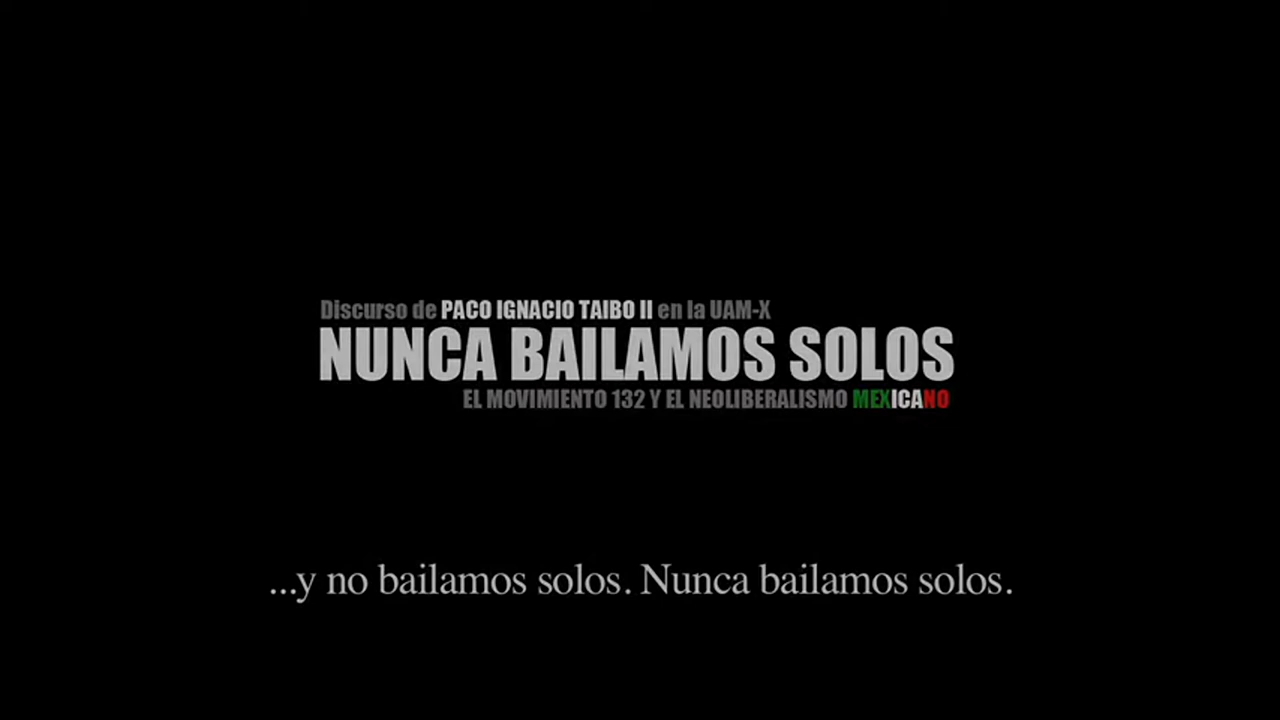 Discurso de PACO IGNACIO TAIBO II en la UAM-X
NUNCA BAILAMOS SOLOS
EL MOVIMIENTO 132 Y EL NEOLIBERALISMO MEXICANO
...y no bailamos solos. Nunca bailamos solos.